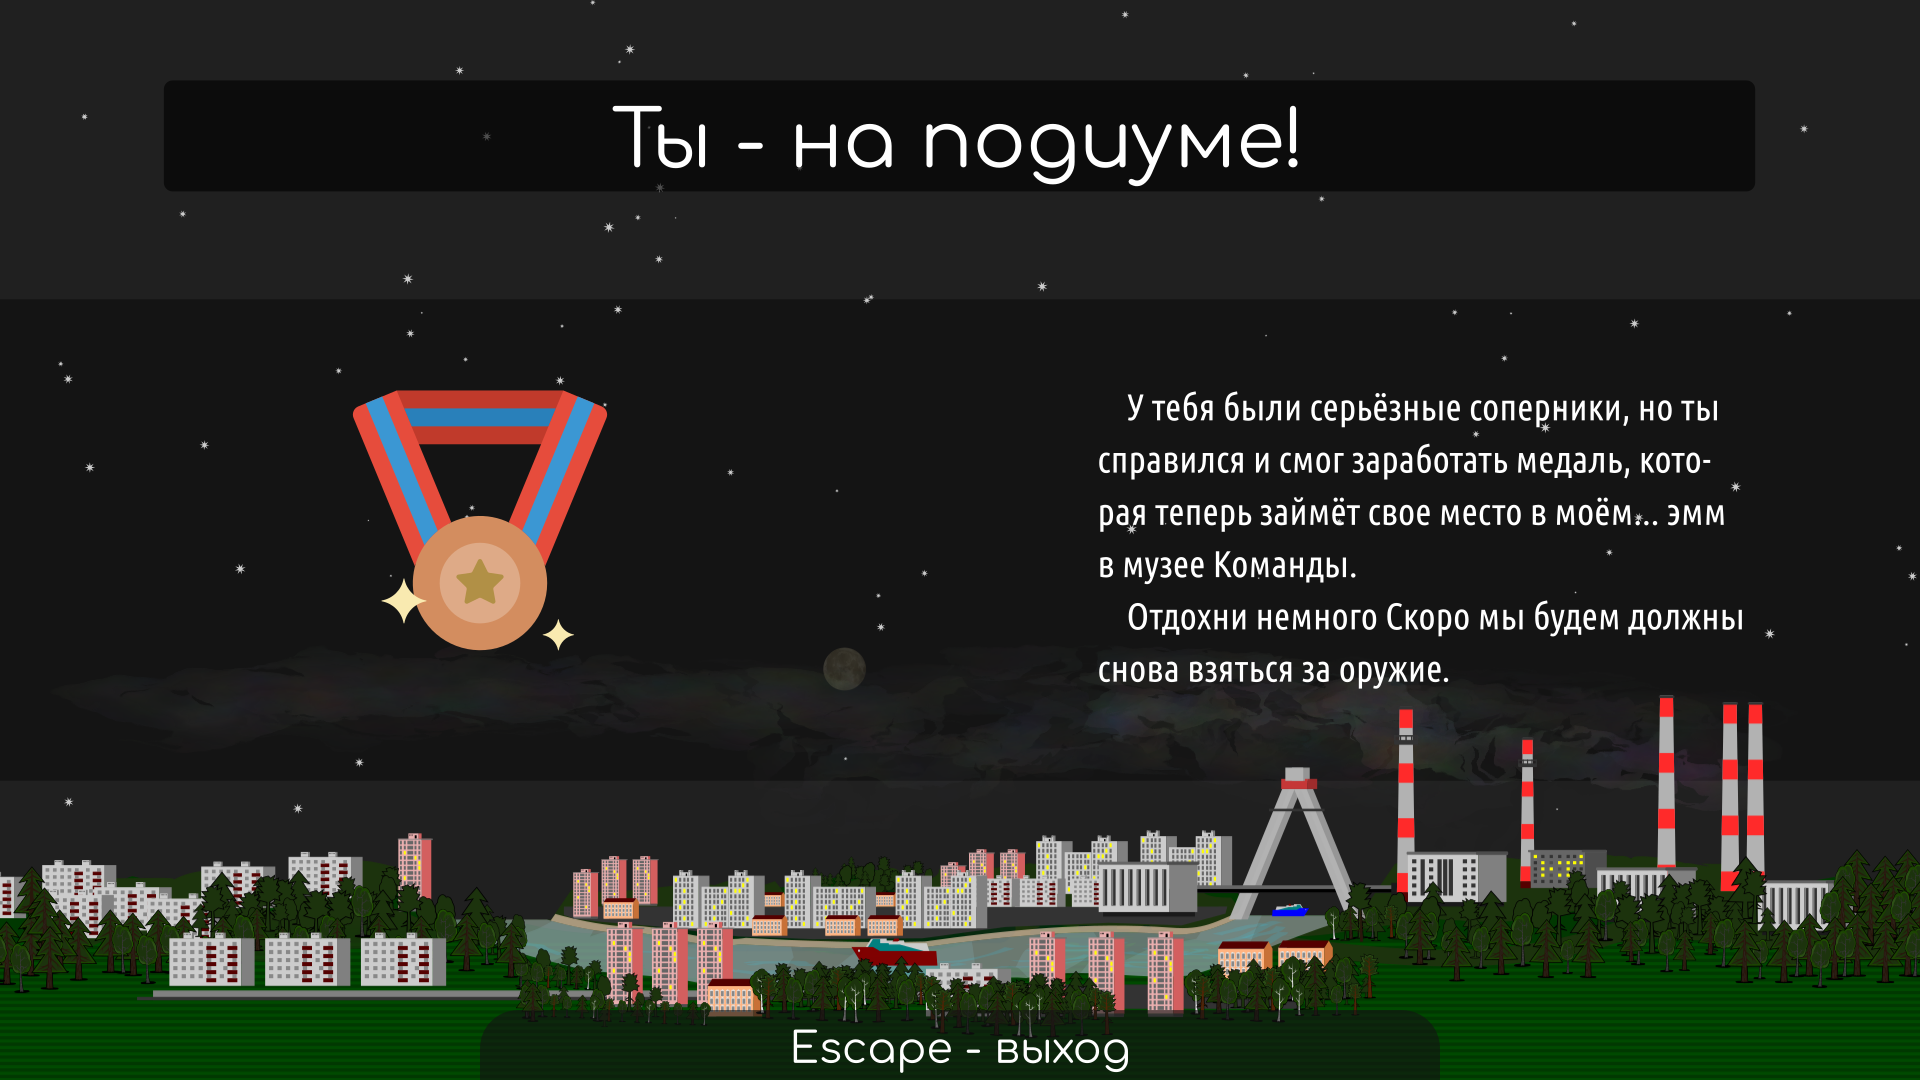 Ты - на подиуме!
У тебя были серьёзные соперники, но ты
справился и смог заработать медаль, кото-
рая теперь займёт свое место в моём... эмм
в музее Команды.
Отдохни немного Скоро мы будем должны
снова взяться за оружие.
Escape - выход